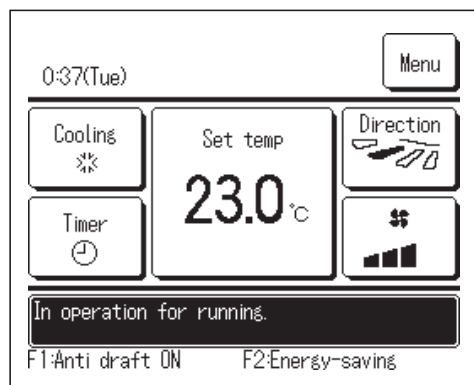 0:37(Tue)
Menu
Cooling
Set temp
Direction
23.0°C
Timer
In operation for running.
F1:Anti draft ON
F2:Energy-saving